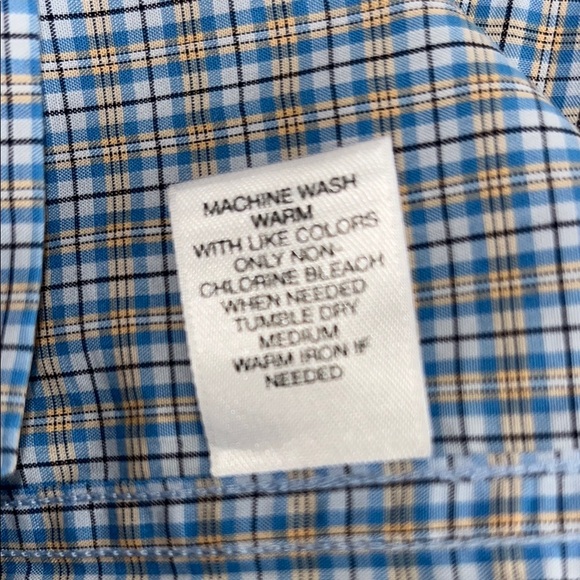 MACHINE WASH
WARM
WITH LIKE COLORS
ONLY NON-
CHLORINE BLEACH
WHEN NEEDED
TUMBLE DRY
MEDIUM
WARM IRON IF
NEEDED